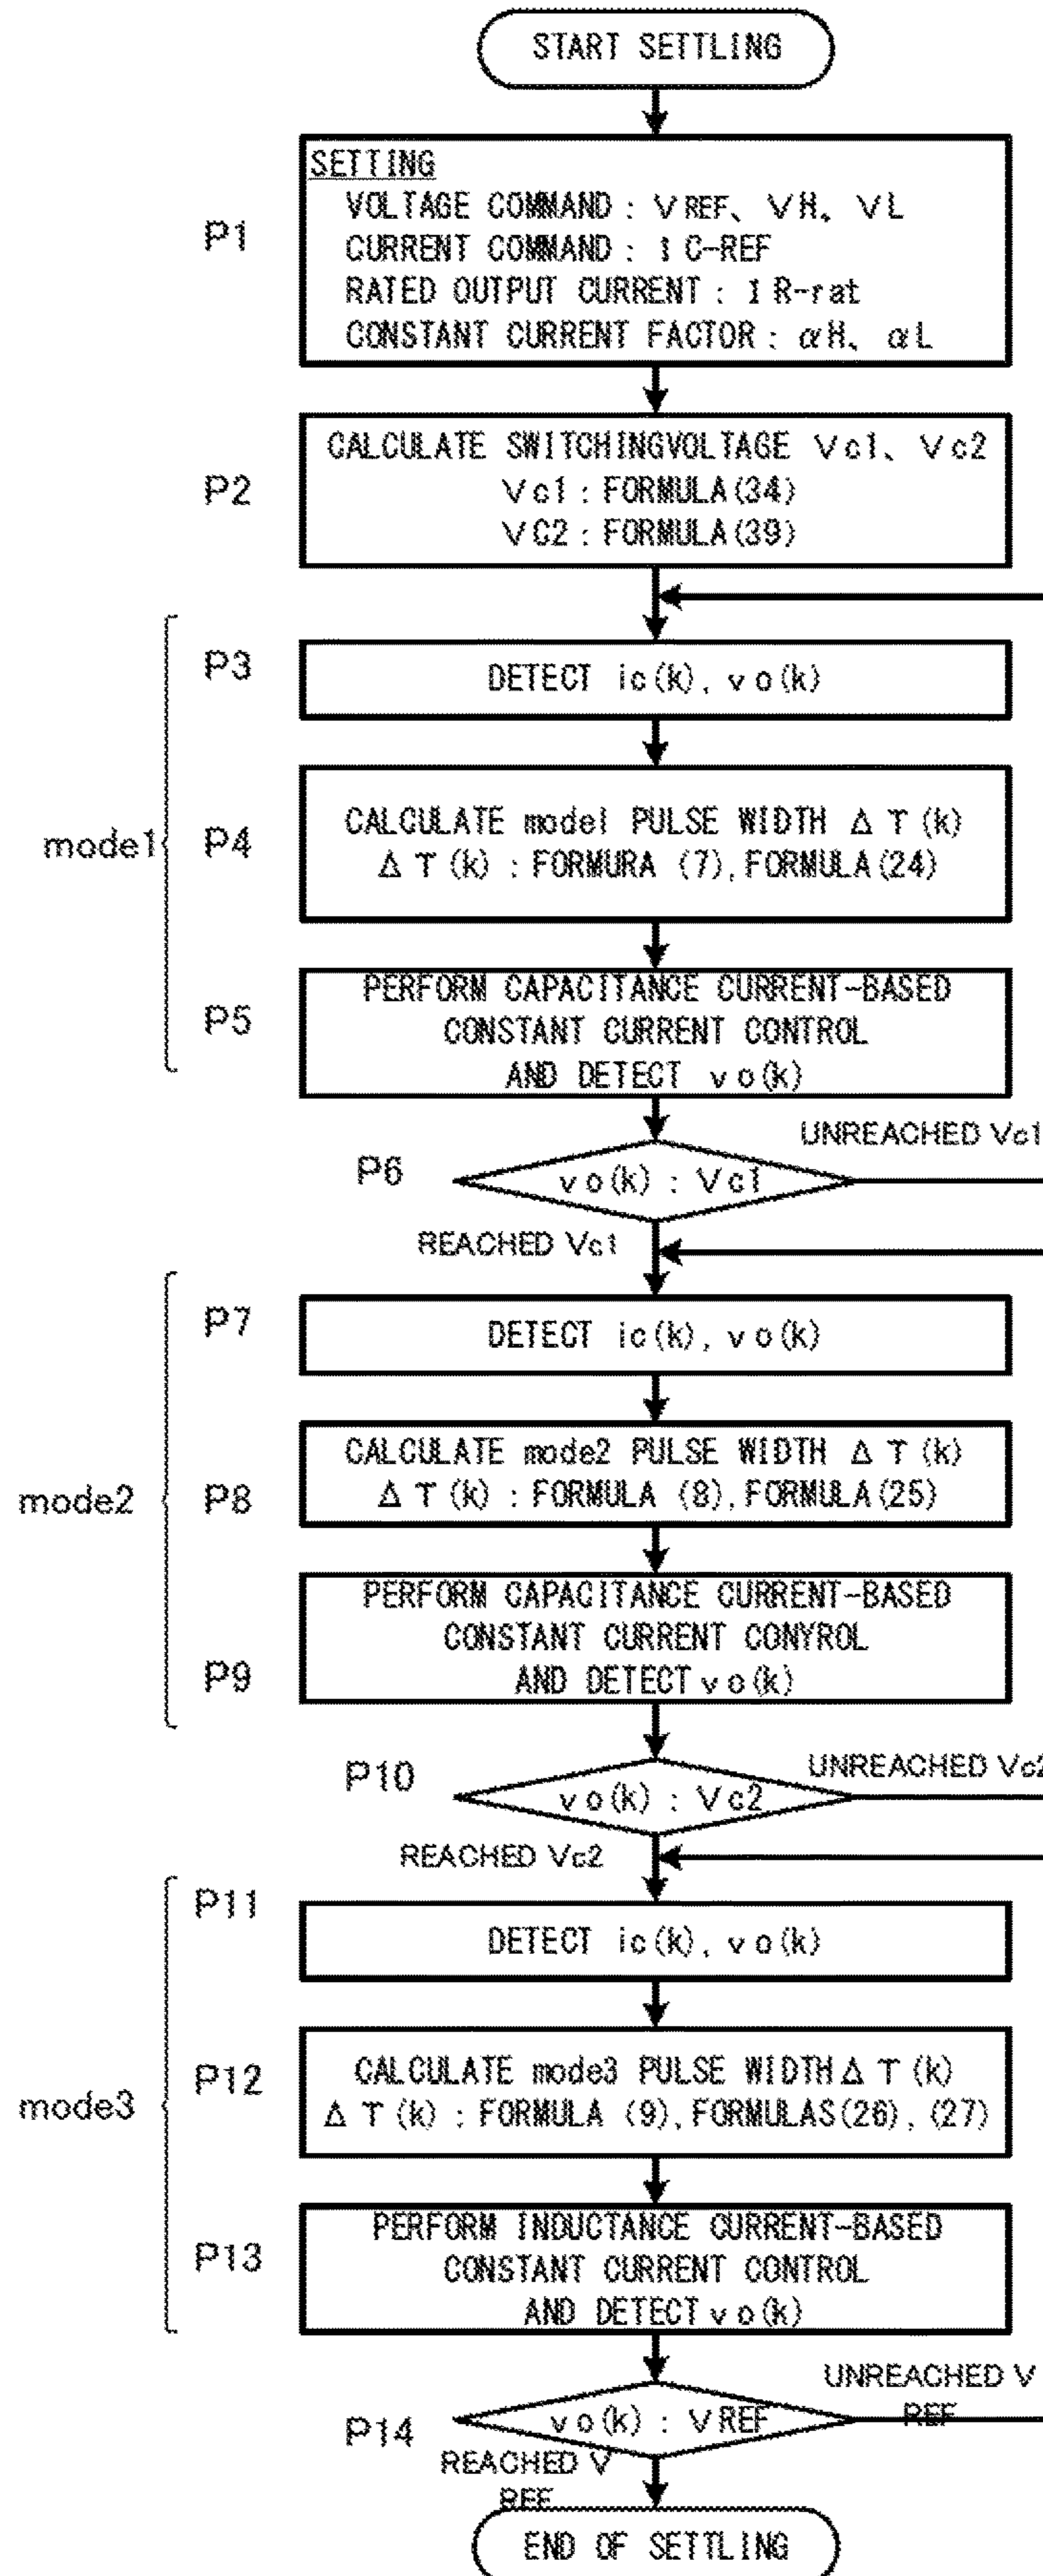 START SETTLING
SETTING
P1
VOLTAGE COMMAND : VREF、VH、VL
CURRENT COMMAND : IC-REF
RATED OUTPUT CURRENT : IR-rat
CONSTANT CURRENT FACTOR : αH、αL
P2
CALCULATE SWITCHINGVOLTAGE Vc1、Vc2
Vc1 : FORMULA(34)
VC2 : FORMULA(39)
P3
DETECT ic(k), vo(k)
mode1
P4
CALCULATE mode1 PULSE WIDTH ΔT(k)
ΔT(k) : FORMURA (7), FORMULA(24)
P5
PERFORM CAPACITANCE CURRENT-BASED
CONSTANT CURRENT CONTROL
AND DETECT vo(k)
UNREACHED Vc1
P6
vo(k) : Vc1
REACHED Vc1
P7
DETECT ic(k), vo(k)
mode2
P8
CALCULATE mode2 PULSE WIDTH ΔT(k)
ΔT(k) : FORMULA (8), FORMULA(25)
P9
PERFORM CAPACITANCE CURRENT-BASED
CONSTANT CURRENT CONYROL
AND DETECT vo(k)
UNREACHED Vc2
P10
vo(k) : Vc2
REACHED Vc2
P11
DETECT ic(k), vo(k)
mode3
P12
CALCULATE mode3 PULSE WIDTH ΔT(k)
ΔT(k) : FORMULA (9), FORMULAS(26), (27)
P13
PERFORM INDUCTANCE CURRENT-BASED
CONSTANT CURRENT CONTROL
AND DETECT vo(k)
UNREACHED V
REF
P14
vo(k) : VREF
REACHED V
REF
END OF SETTLING